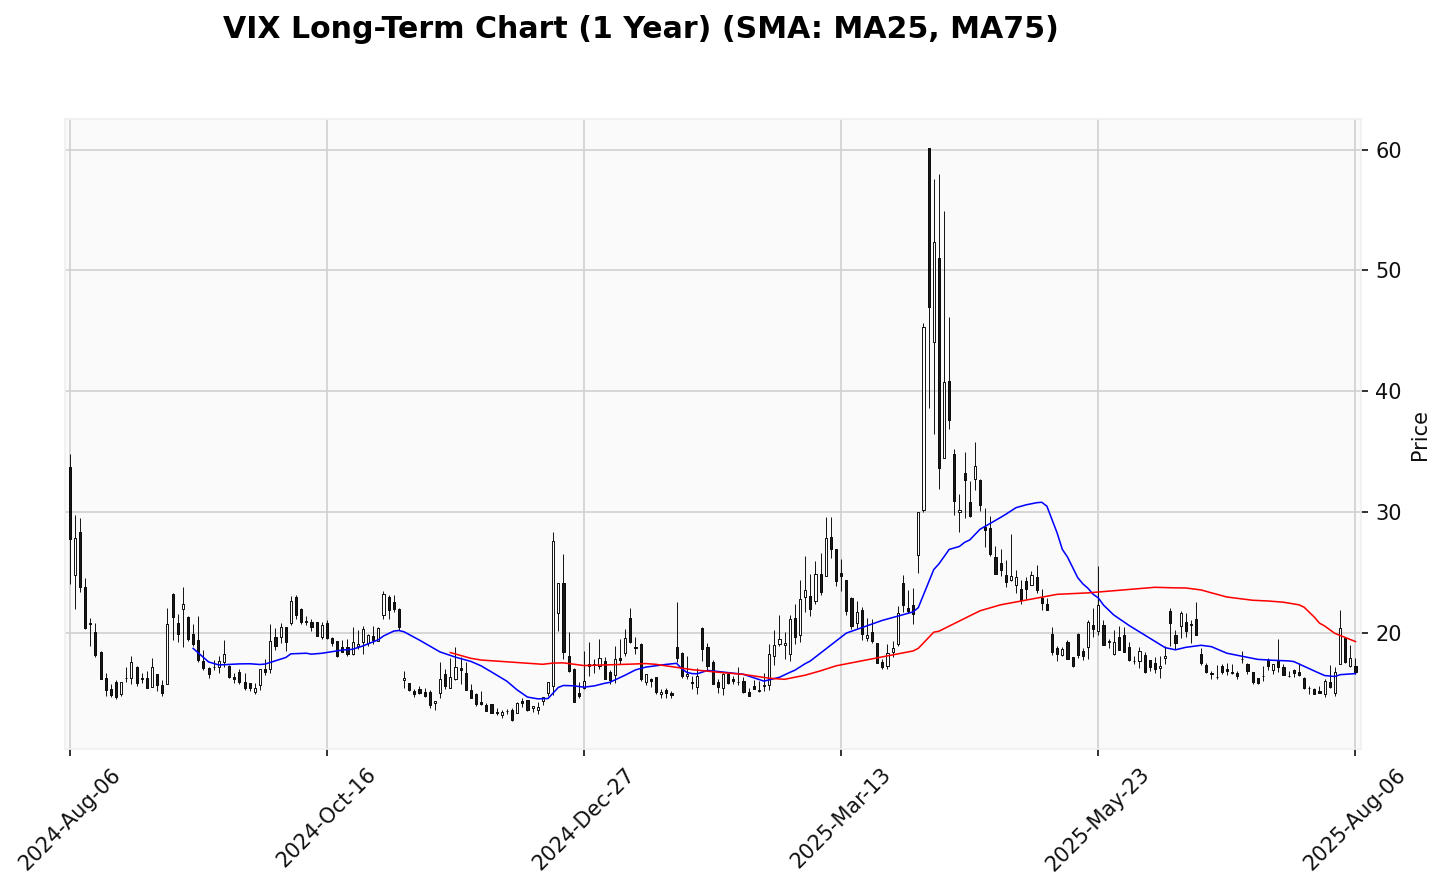 VIX Long-Term Chart (1 Year) (SMA: MA25, MA75)
60
50
40
30
20
Price
2024-Aug-06
2024-Oct-16
2024-Dec-27
2025-Mar-13
2025-May-23
2025-Aug-06